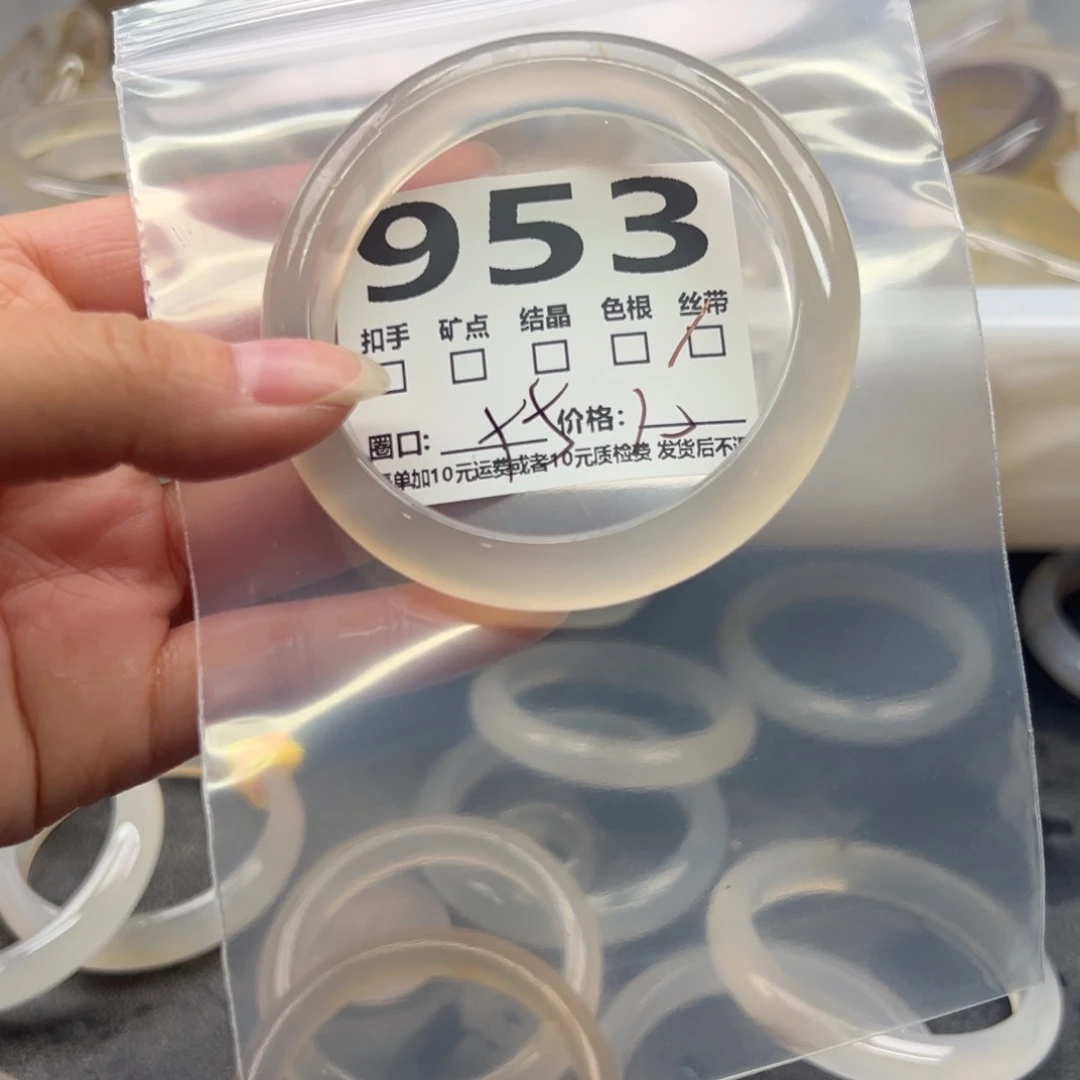 953
扣手 矿点 结晶 色根 丝带
圈口: 价格:
单加10元运费或者10元质检费 发货后不